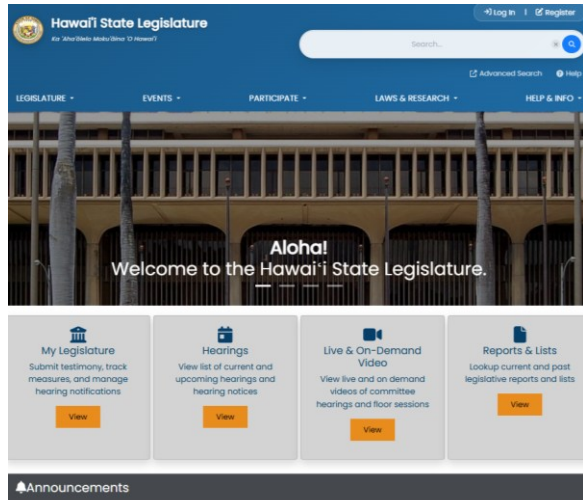 Log In | Register
Hawai'i State Legislature
Ka 'Aha'ōlelo Moku'āina 'O Hawai'i
Search...
Advanced Search Help
LEGISLATURE EVENTS PARTICIPATE LAWS & RESEARCH HELP & INFO
Aloha!
Welcome to the Hawai‘i State Legislature.
My Legislature
Submit testimony, track
measures, and manage
hearing notifications
View
Hearings
View list of current and
upcoming hearings and
hearing notices
View
Live & On-Demand
Video
View live and on demand
videos of committee
hearings and floor sessions
View
Reports & Lists
Lookup current and past
legislative reports and lists
View
Announcements